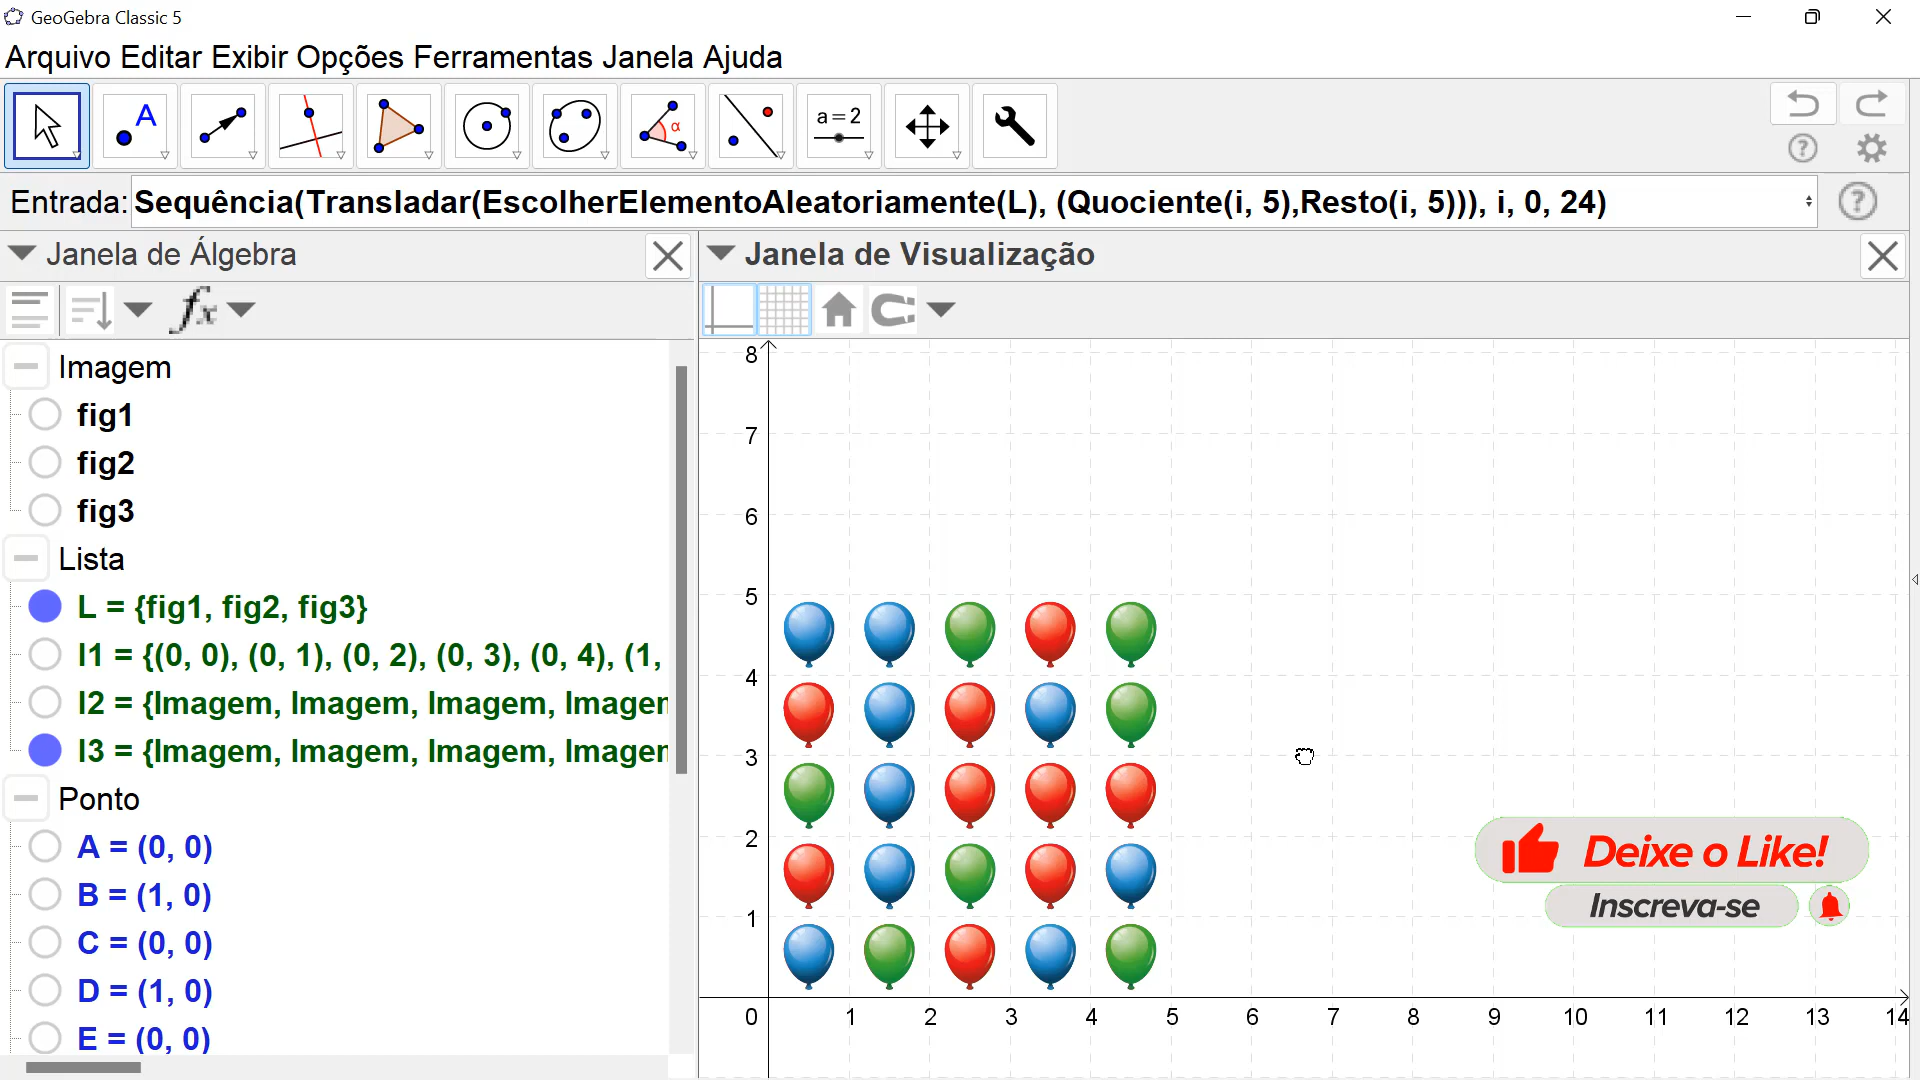 GeoGebra Classic 5
Arquivo Editar Exibir Opções Ferramentas Janela Ajuda
A
α
a=2
Entrada: Sequência(Transladar(EscolherElementoAleatoriamente(L), (Quociente(i, 5),Resto(i, 5))), i, 0, 24)
Janela de Álgebra
Janela de Visualização
fx
Imagem
fig1
fig2
fig3
Lista
L = {fig1, fig2, fig3}
l1 = {(0, 0), (0, 1), (0, 2), (0, 3), (0, 4), (1,
l2 = {Imagem, Imagem, Imagem, Imagem
l3 = {Imagem, Imagem, Imagem, Imagem
Ponto
A = (0, 0)
B = (1, 0)
C = (0, 0)
D = (1, 0)
E = (0, 0)
8
7
6
5
4
3
2
1
0 1 2 3 4 5 6 7 8 9 10 11 12 13 14
Deixe o Like!
Inscreva-se